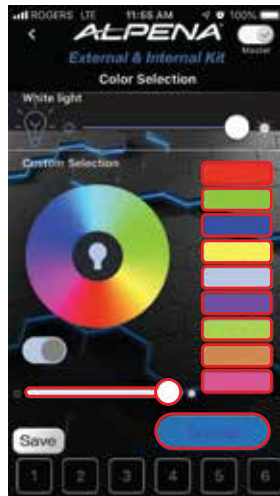 ROGERS LTE 11:55 AM 100%
ALPENA
Master
External & Internal Kit
Color Selection
White light
Custom Selection
Save
1 2 3 4 5 6